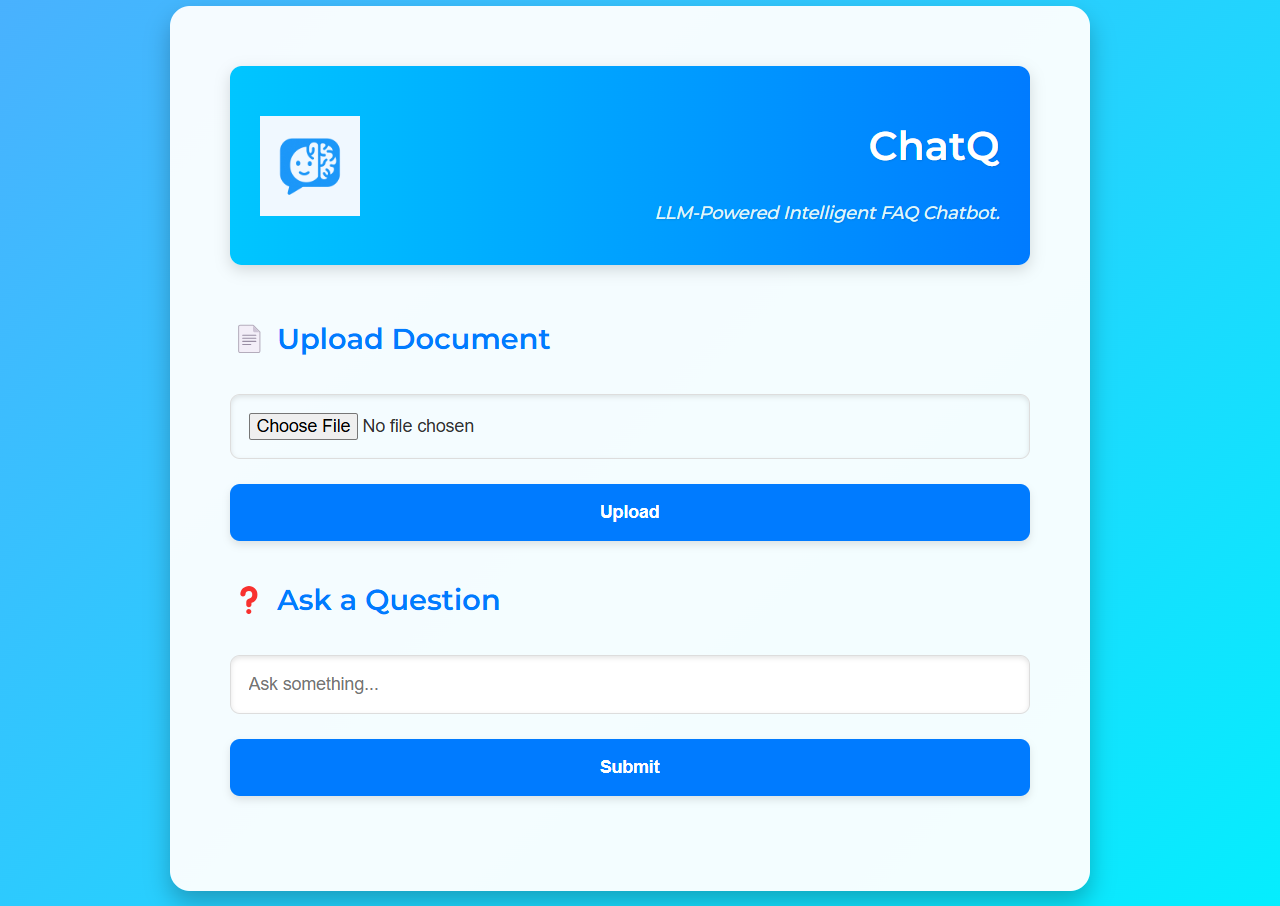 ChatQ
LLM-Powered Intelligent FAQ Chatbot.
Upload Document
Choose File No file chosen
Upload
❓ Ask a Question
Ask something...
Submit